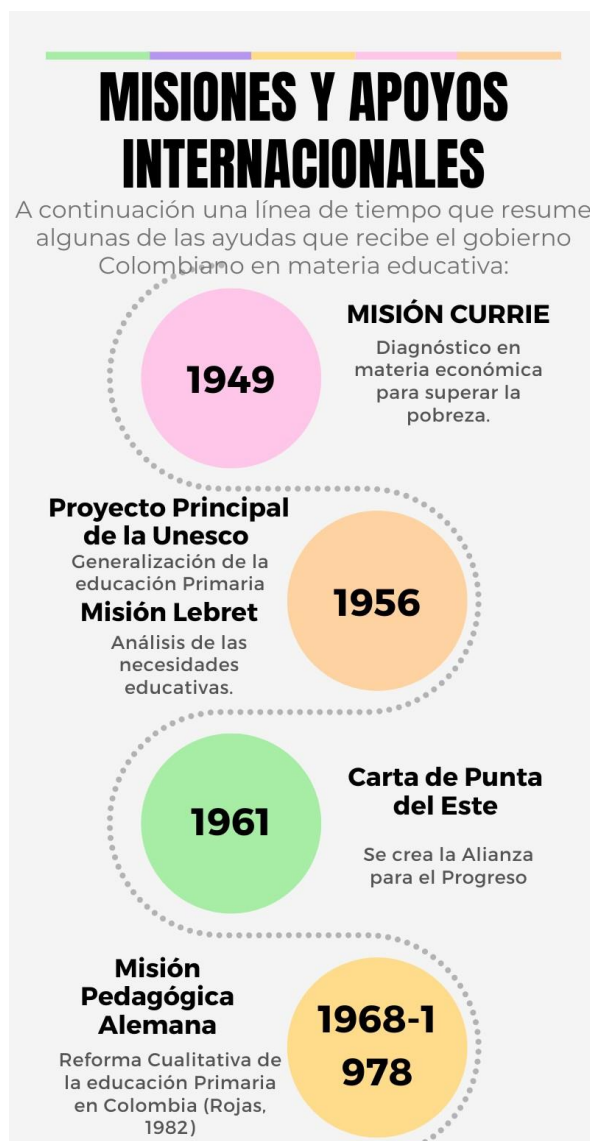 MISIONES Y APOYOS
INTERNACIONALES
A continuación una línea de tiempo que resume
algunas de las ayudas que recibe el gobierno
Colombiano en materia educativa:
1949
MISIÓN CURRIE
Diagnóstico en
materia económica
para superar la
pobreza.
Proyecto Principal
de la Unesco
Generalización de la
educación Primaria
Misión Lebret
Análisis de las
necesidades
educativas.
1956
1961
Carta de Punta
del Este
Se crea la Alianza
para el Progreso
Misión
Pedagógica
Alemana
Reforma Cualitativa de
la educación Primaria
en Colombia (Rojas,
1982)
1968-1
978